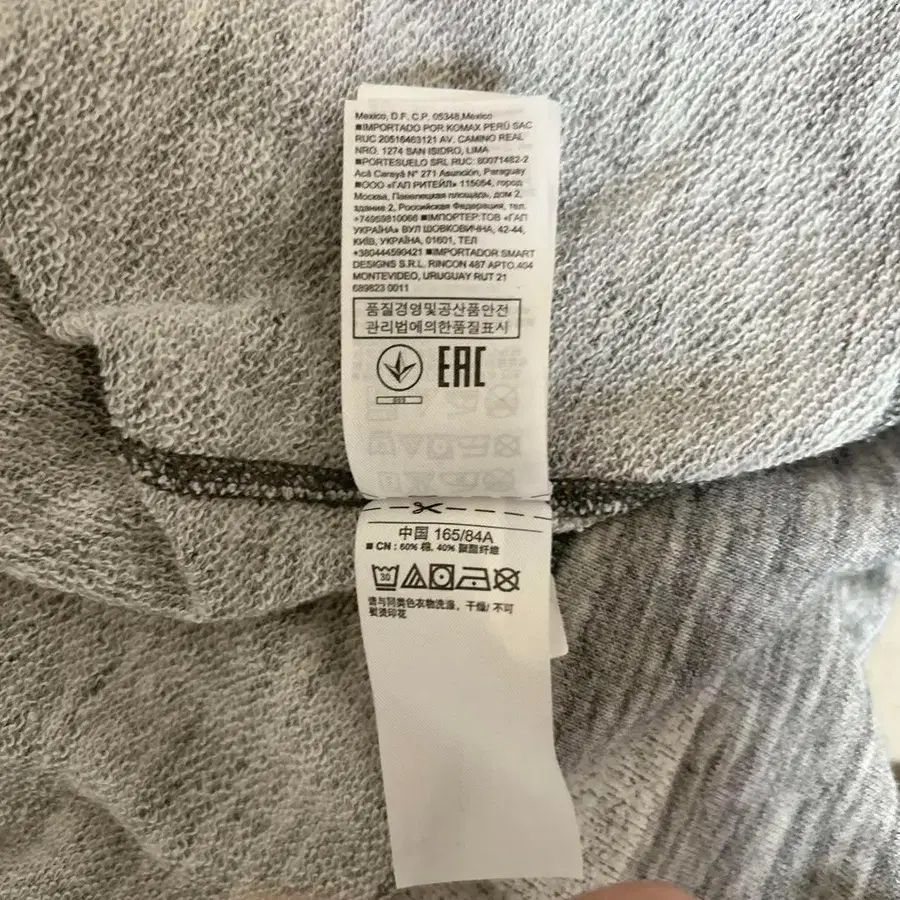 Mexico, D.F. C.P. 05348,Mexico
■IMPORTADO POR:KOMAX PERÚ SAC
RUC 20516463121 AV. CAMINO REAL
NRO. 1274 SAN ISIDRO, LIMA
■PORTESUELO SRL RUC: 80071482-2
Acá Carayá N° 271 Asunción, Paraguay
■ООО «ГАП РИТЕЙЛ» 115054, город
Москва, Павелецкая площадь, дом 2,
здание 2, Российская Федерация, тел.
+74959810066 ■ІМПОРТЕР:ТОВ «ГАП
УКРАЇНА» ВУЛ ШОВКОВИЧНА, 42-44,
КИЇВ, УКРАЇНА, 01601, ТЕЛ
+380444590421 ■IMPORTADOR SMART
DESIGNS S.R.L. RINCON 487 APTO.404
MONTEVIDEO, URUGUAY RUT 21
689823 0011
품질경영및공산품안전
관리법에의한품질표시
EAC
中国 165/84A
■ CN : 60% 棉, 40% 聚酯纤维
30
请与同类色衣物洗涤, 干燥/ 不可
熨烫印花